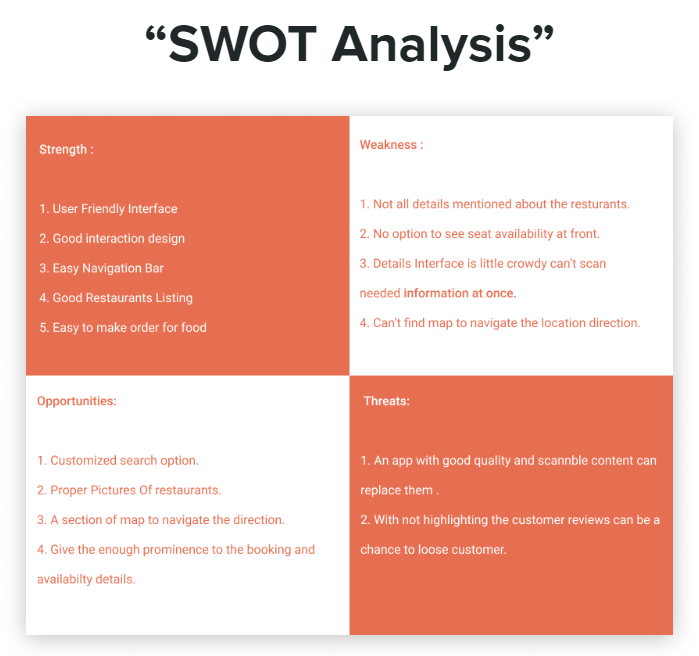 “SWOT Analysis”
Strength :
1. User Friendly Interface
2. Good interaction design
3. Easy Navigation Bar
4. Good Restaurants Listing
5. Easy to make order for food
Weakness :
1. Not all details mentioned about the resturants.
2. No option to see seat availability at front.
3. Details Interface is little crowdy can't scan
needed information at once.
4. Can't find map to navigate the location direction.
Opportunities:
1. Customized search option.
2. Proper Pictures Of restaurants.
3. A section of map to navigate the direction.
4. Give the enough prominence to the booking and
availabilty details.
Threats:
1. An app with good quality and scannble content can
replace them .
2. With not highlighting the customer reviews can be a
chance to loose customer.